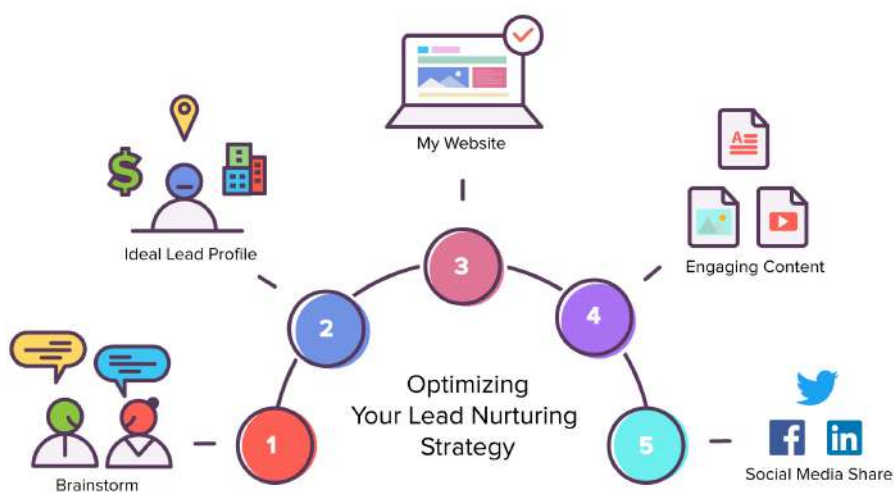 My Website
Ideal Lead Profile
Engaging Content
3
2
4
Optimizing
Your Lead Nurturing
Strategy
1
5
Brainstorm
Social Media Share
A
f
in